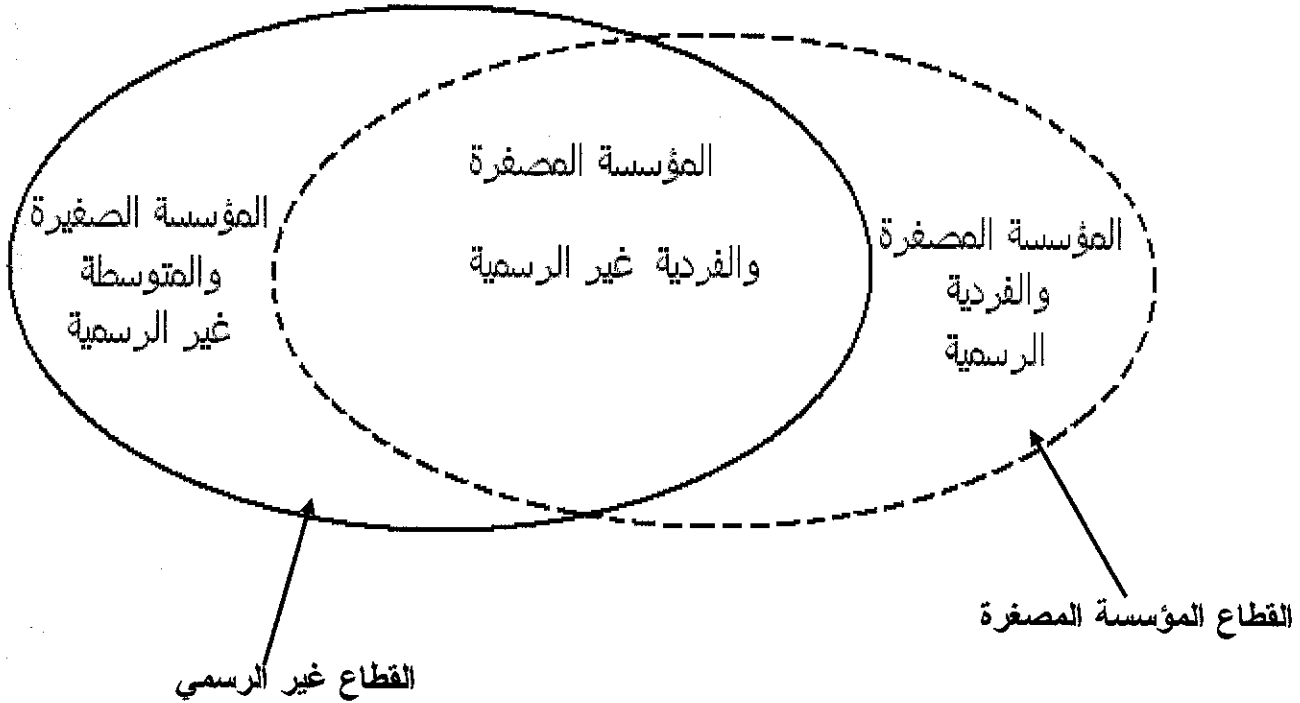 المؤسسة المصغرة
والفردية
الرسمية
المؤسسة المصغرة
والفردية غير الرسمية
المؤسسة الصغيرة
والمتوسطة
غير الرسمية
القطاع المؤسسة المصغرة
القطاع غير الرسمي